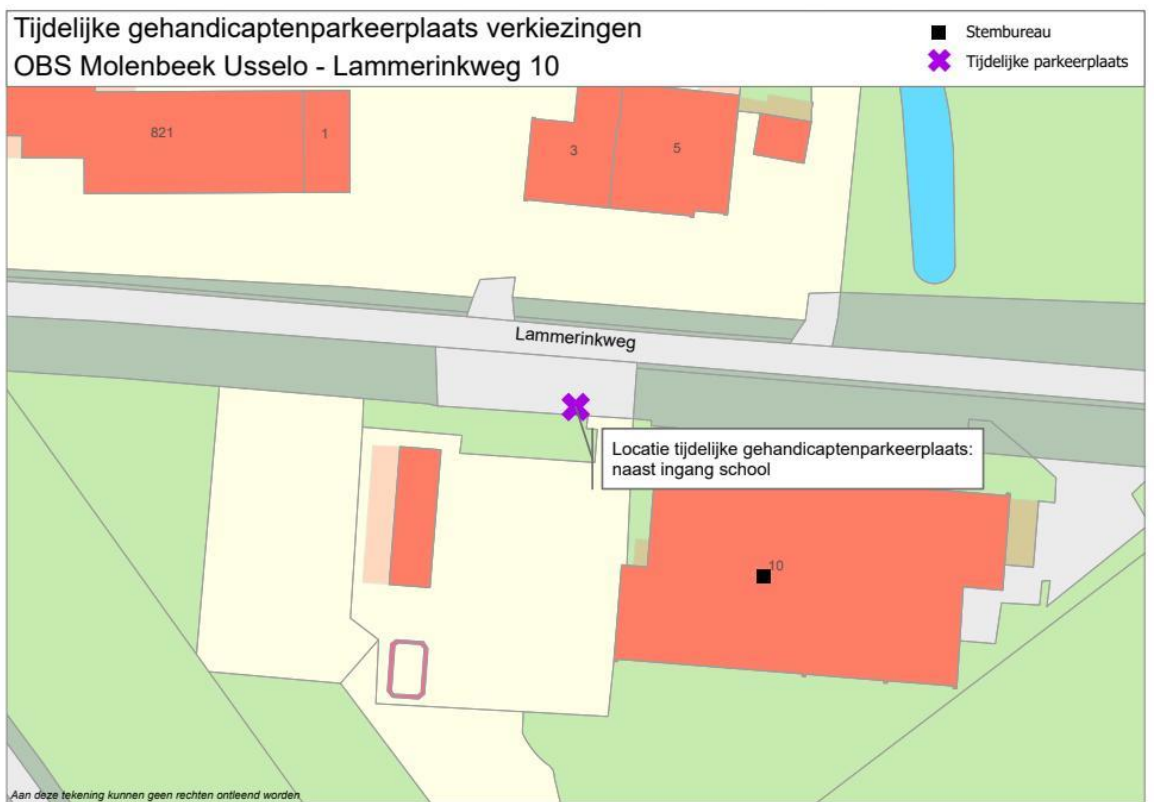 Tijdelijke gehandicaptenparkeerplaats verkiezingen
OBS Molenbeek Usselo - Lammerinkweg 10
Stembureau
Tijdelijke parkeerplaats
821
1
3
5
Lammerinkweg
Locatie tijdelijke gehandicaptenparkeerplaats:
naast ingang school
10
Aan deze tekening kunnen geen rechten ontleend worden